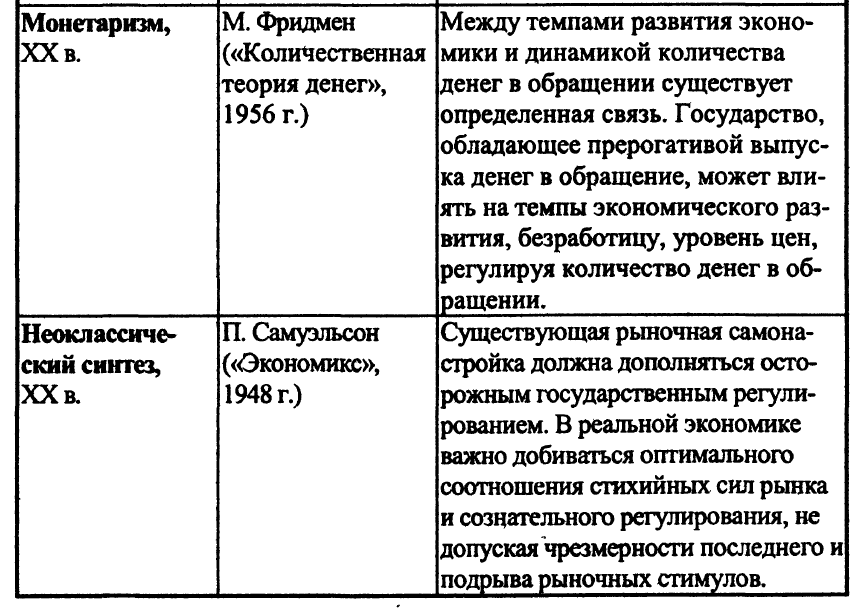 Монетаризм,
XX в.
М. Фридмен
(«Количественная
теория денег»,
1956 г.)
Между темпами развития эконо-
мики и динамикой количества
денег в обращении существует
определенная связь. Государство,
обладающее прерогативой выпус-
ка денег в обращение, может вли-
ять на темпы экономического раз-
вития, безработицу, уровень цен,
регулируя количество денег в об-
ращении.
Неоклассиче-
ский синтез,
XX в.
П. Самуэльсон
(«Экономикс»,
1948 г.)
Существующая рыночная самона-
стройка должна дополняться осто-
рожным государственным регули-
рованием. В реальной экономике
важно добиваться оптимального
соотношения стихийных сил рынка
и сознательного регулирования, не
допуская чрезмерности последнего и
подрыва рыночных стимулов.